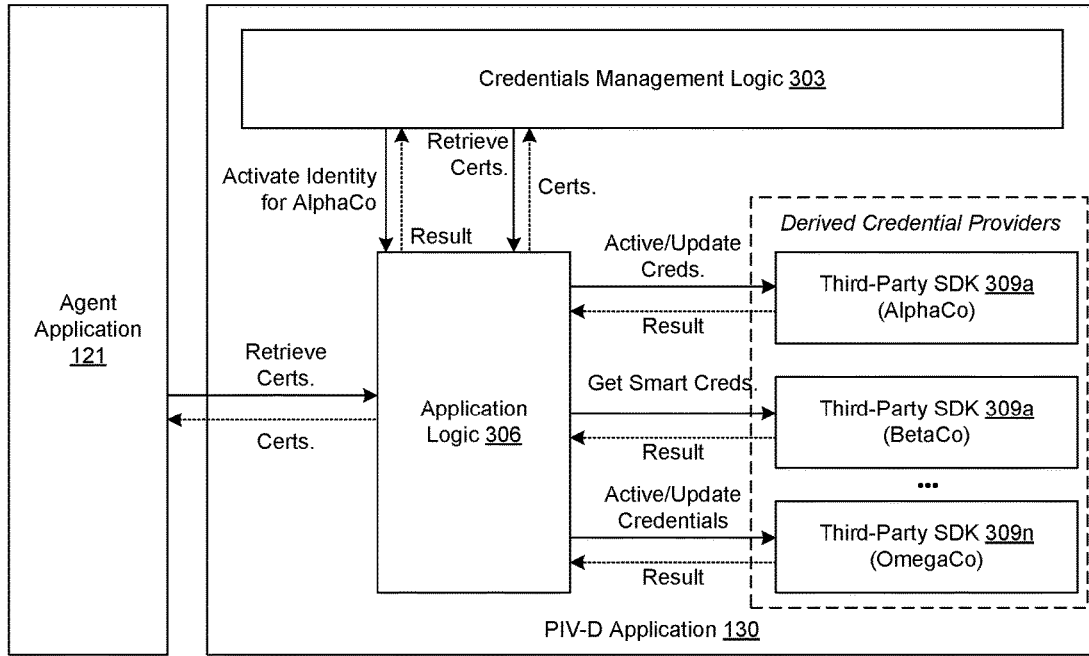 Credentials Management Logic 303
Activate Identity
for AlphaCo
Result
Retrieve
Certs.
Certs.
Agent
Application
121
Retrieve
Certs.
Certs.
Application
Logic 306
Active/Update
Creds.
Result
Get Smart Creds.
Result
Active/Update
Credentials
Result
Derived Credential Providers
Third-Party SDK 309a
(AlphaCo)
Third-Party SDK 309a
(BetaCo)
...
Third-Party SDK 309n
(OmegaCo)
PIV-D Application 130